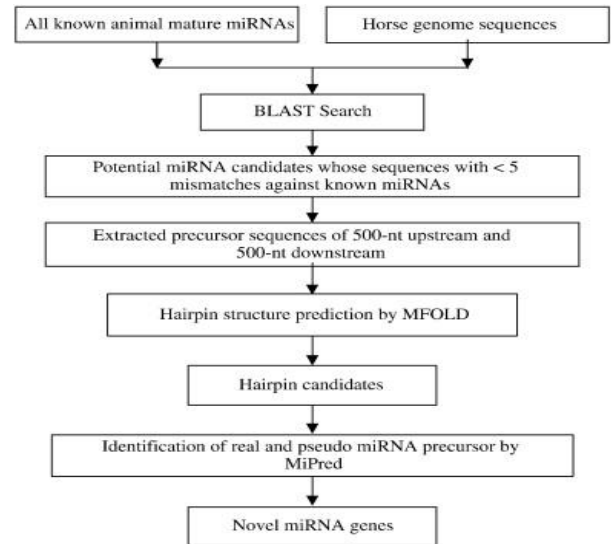 All known animal mature miRNAs
Horse genome sequences
BLAST Search
Potential miRNA candidates whose sequences with < 5
mismatches against known miRNAs
Extracted precursor sequences of 500-nt upstream and
500-nt downstream
Hairpin structure prediction by MFOLD
Hairpin candidates
Identification of real and pseudo miRNA precursor by
MiPred
Novel miRNA genes